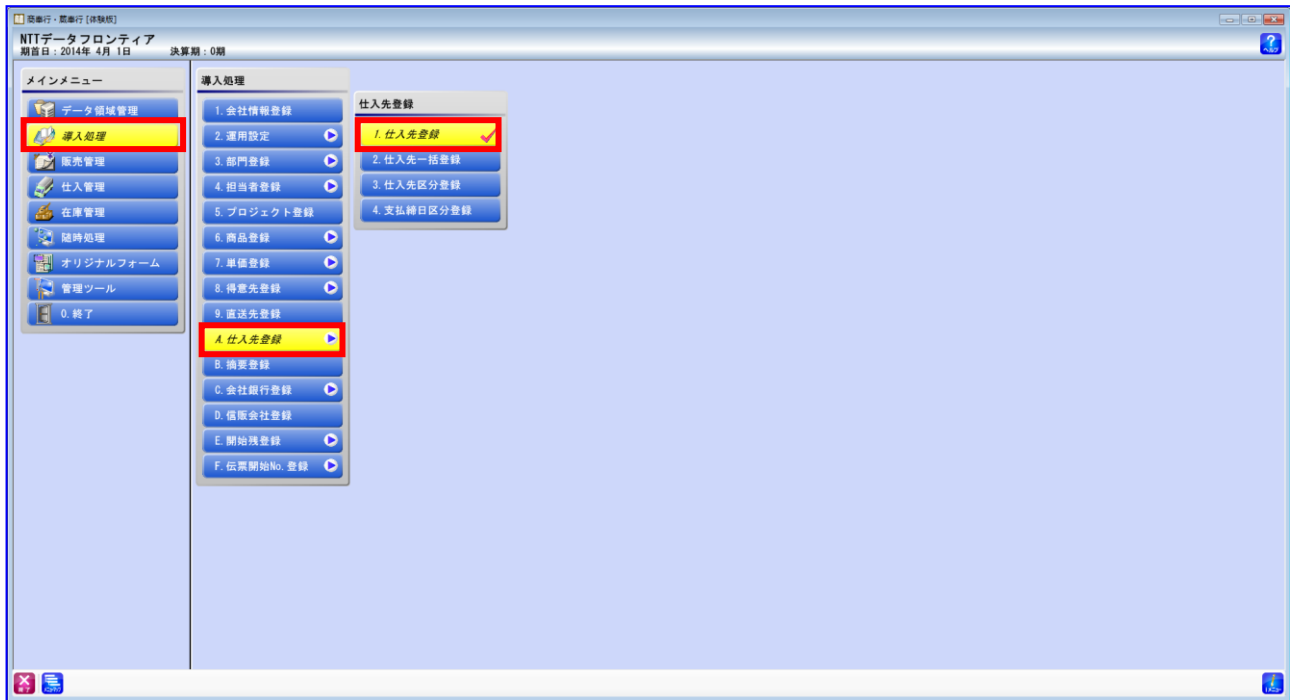 商奉行・蔵奉行 [体験版]
NTTデータフロンティア
期首日：2014年 4月 1日 決算期：0期
ヘルプ
メインメニュー
データ領域管理
導入処理
販売管理
仕入管理
在庫管理
随時処理
オリジナルフォーム
管理ツール
0. 終了
導入処理
1. 会社情報登録
2. 運用設定
3. 部門登録
4. 担当者登録
5. プロジェクト登録
6. 商品登録
7. 単価登録
8. 得意先登録
9. 直送先登録
A. 仕入先登録
B. 摘要登録
C. 会社銀行登録
D. 信販会社登録
E. 開始残登録
F. 伝票開始No. 登録
仕入先登録
1. 仕入先登録
2. 仕入先一括登録
3. 仕入先区分登録
4. 支払締日区分登録
終了